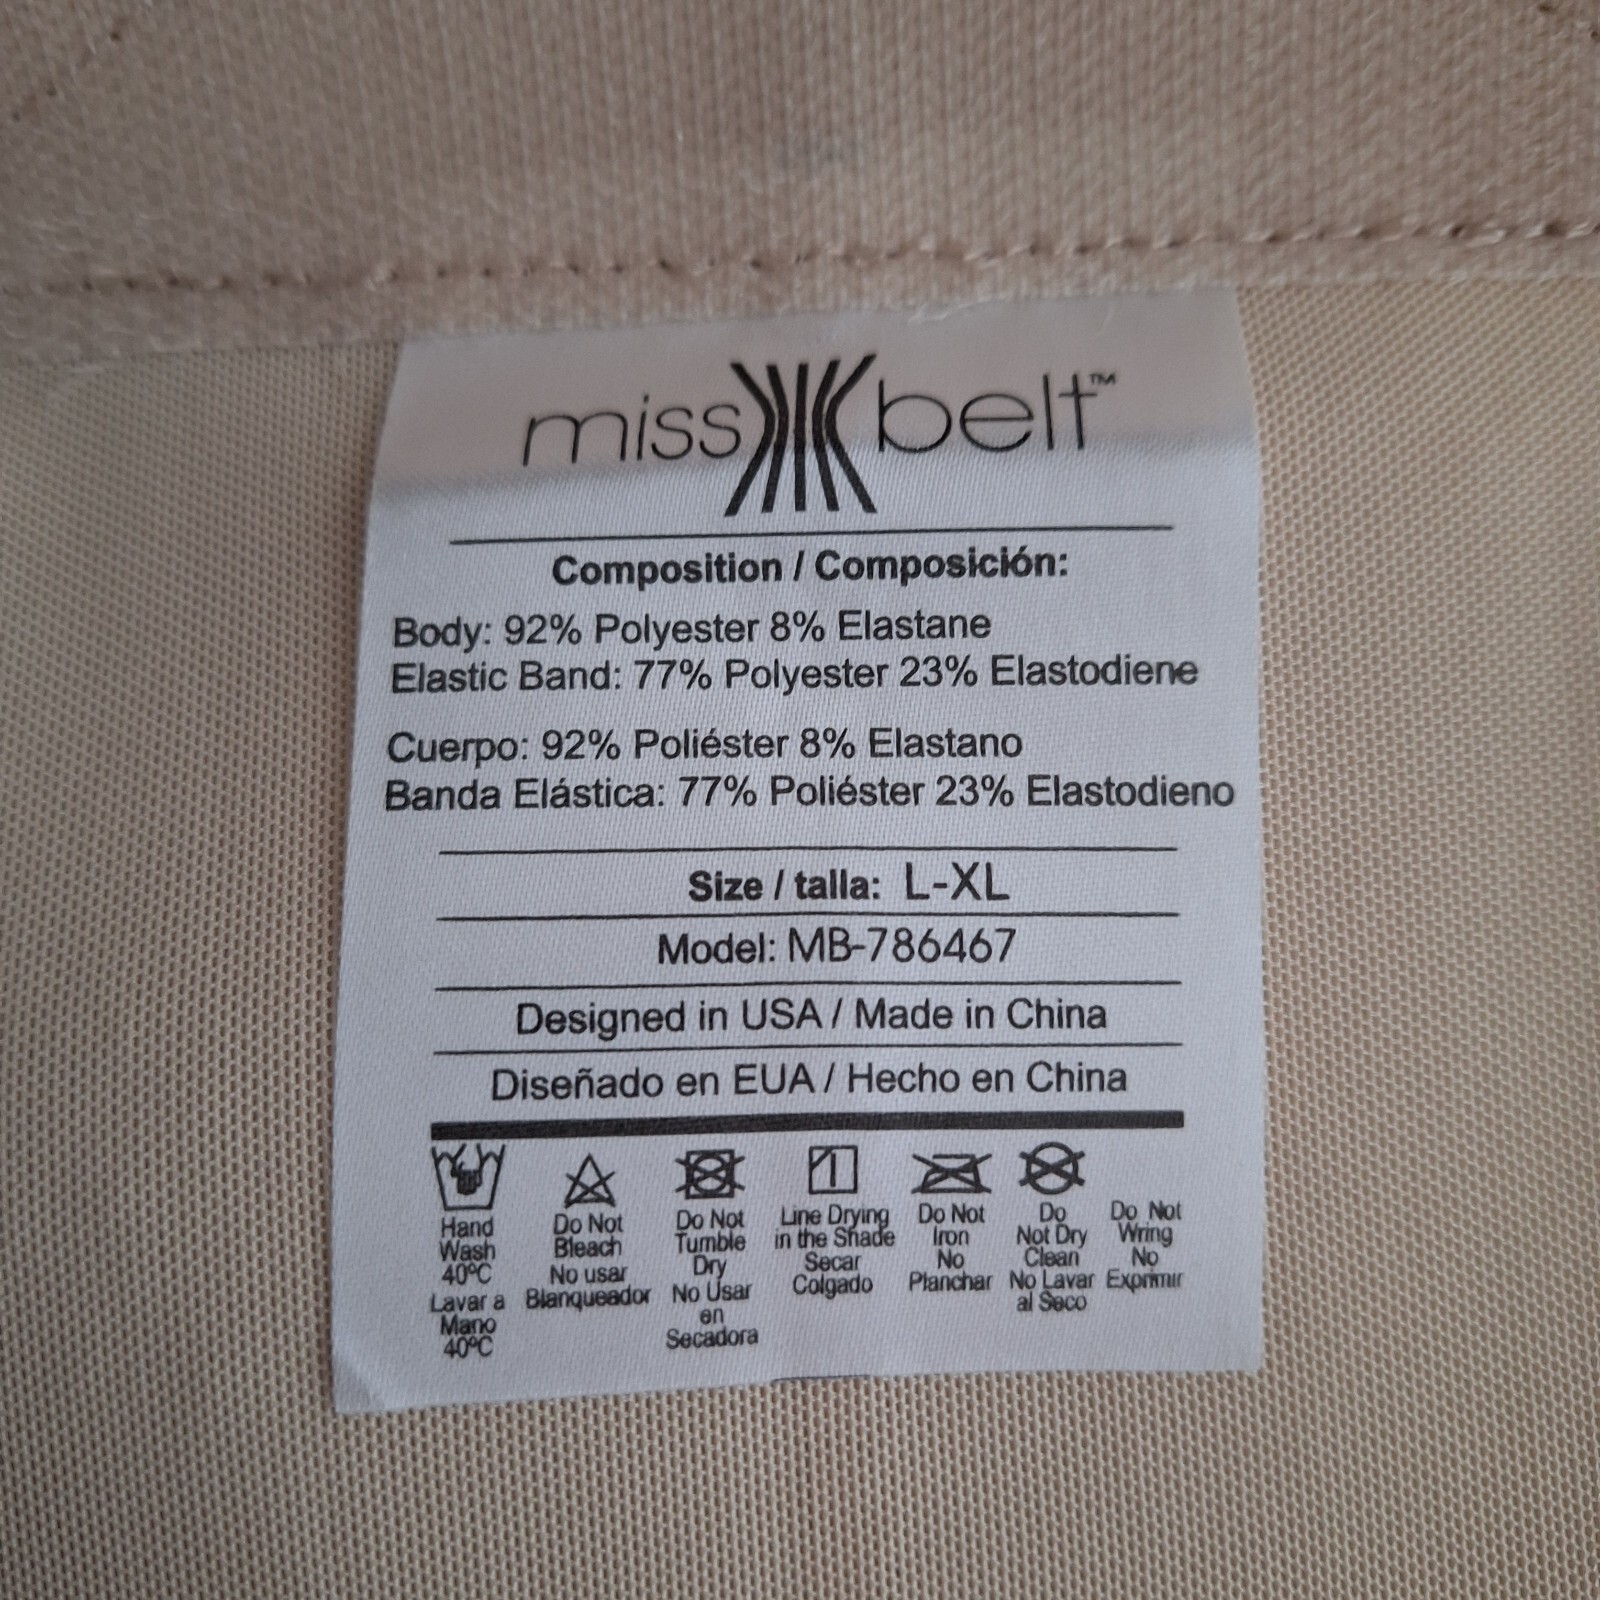 miss belt™
Composition / Composición:
Body: 92% Polyester 8% Elastane
Elastic Band: 77% Polyester 23% Elastodiene
Cuerpo: 92% Poliéster 8% Elastano
Banda Elástica: 77% Poliéster 23% Elastodieno
Size / talla: L-XL
Model: MB-786467
Designed in USA / Made in China
Diseñado en EUA / Hecho en China
Hand
Wash
40ºC
Lavar a
Mano
40ºC
Do Not
Bleach
No usar
Blanqueador
Do Not
Tumble
Dry
No Usar
en
Secadora
Line Drying
in the Shade
Secar
Colgado
Do Not
Iron
No
Planchar
Do
Not Dry
Clean
No Lavar
al Seco
Do Not
Wring
No
Exprimir